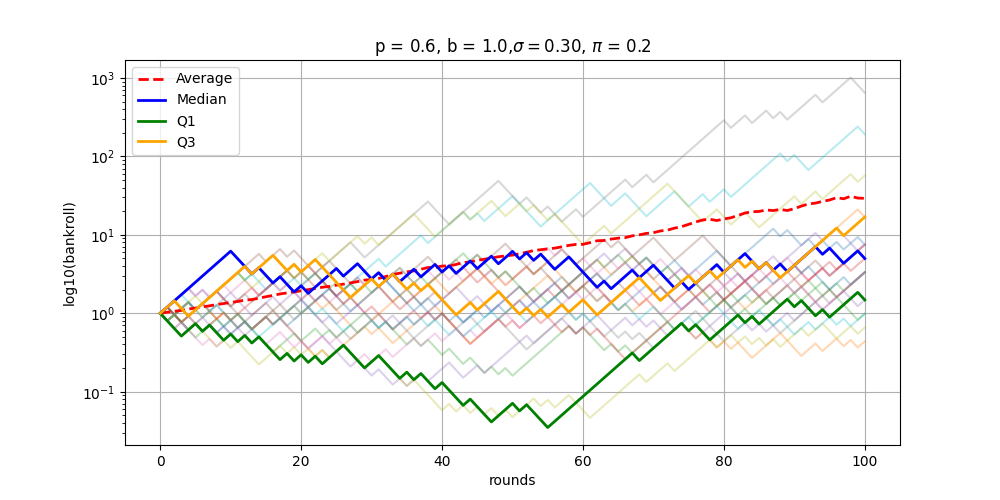 p = 0.6, b = 1.0,σ = 0.30, π = 0.2
Average
Median
Q1
Q3
10³
10²
10¹
10⁰
10⁻¹
log10(bankroll)
0 20 40 60 80 100
rounds